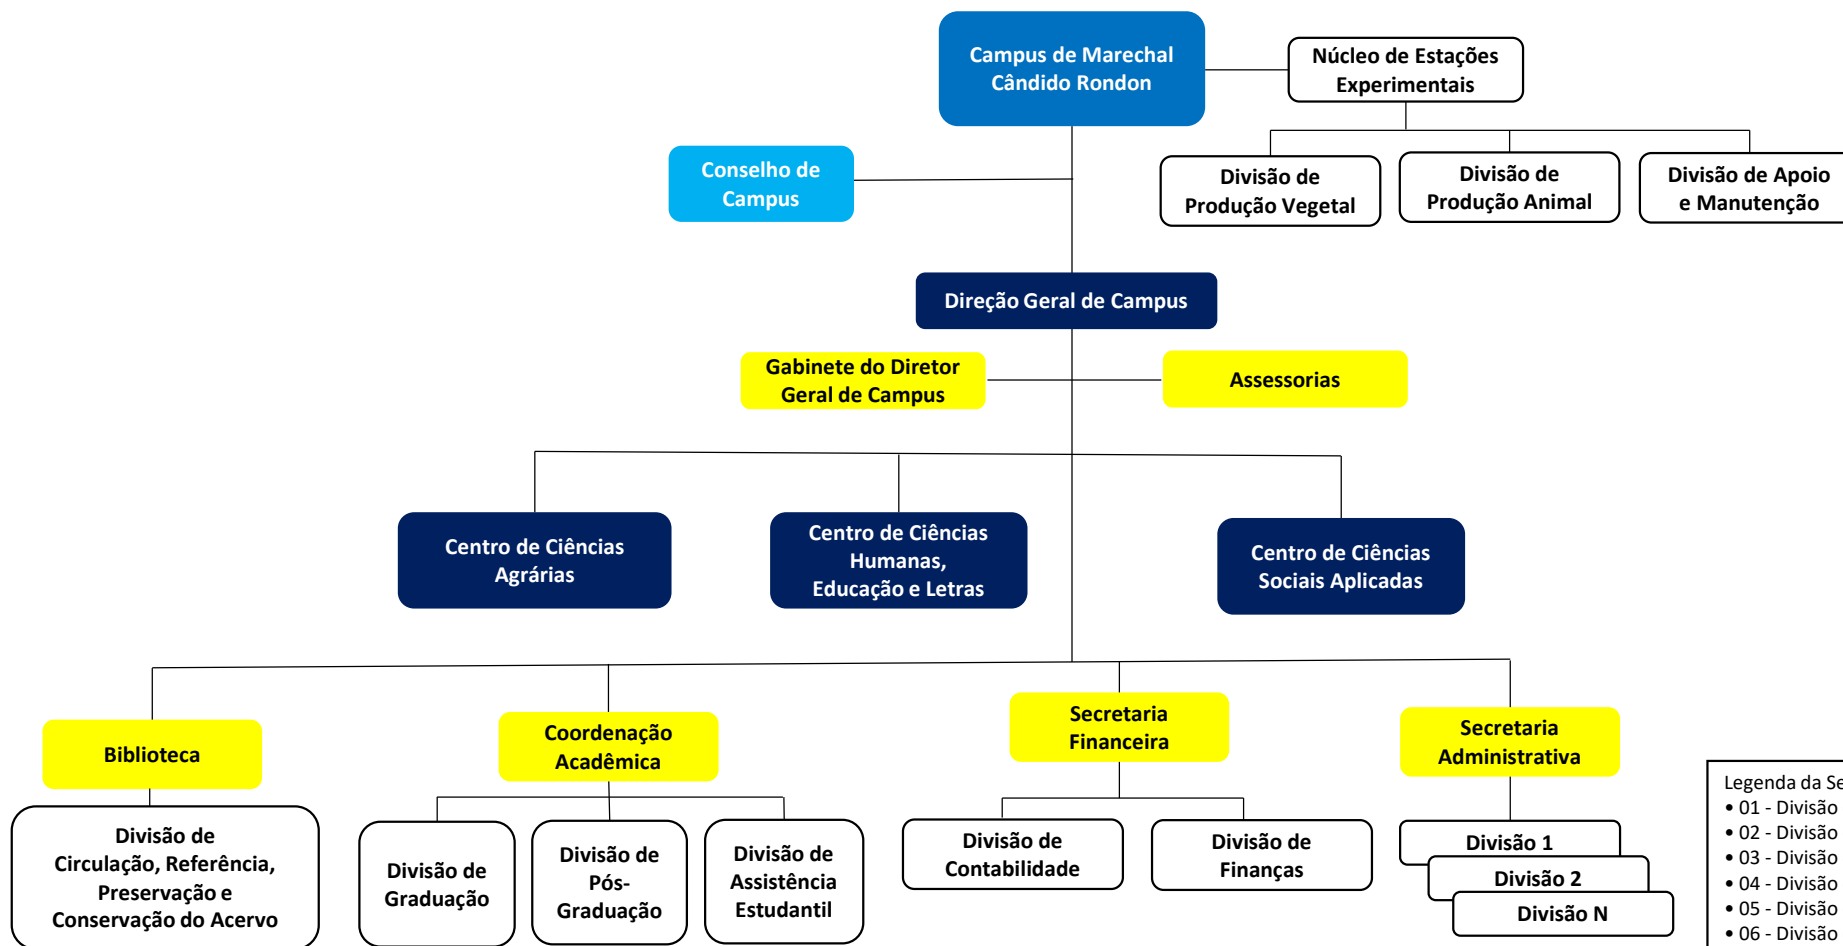 Campus de Marechal
Cândido Rondon
Núcleo de Estações
Experimentais
Conselho de
Campus
Divisão de
Produção Vegetal
Divisão de
Produção Animal
Divisão de Apoio
e Manutenção
Direção Geral de Campus
Gabinete do Diretor
Geral de Campus
Assessorias
Centro de Ciências
Agrárias
Centro de Ciências
Humanas,
Educação e Letras
Centro de Ciências
Sociais Aplicadas
Biblioteca
Coordenação
Acadêmica
Secretaria
Financeira
Secretaria
Administrativa
Divisão de
Circulação, Referência,
Preservação e
Conservação do Acervo
Divisão de
Graduação
Divisão de
Pós-
Graduação
Divisão de
Assistência
Estudantil
Divisão de
Contabilidade
Divisão de
Finanças
Divisão 1
Divisão 2
Divisão N
Legenda da Se
• 01 - Divisão
• 02 - Divisão
• 03 - Divisão
• 04 - Divisão
• 05 - Divisão
• 06 - Divisão